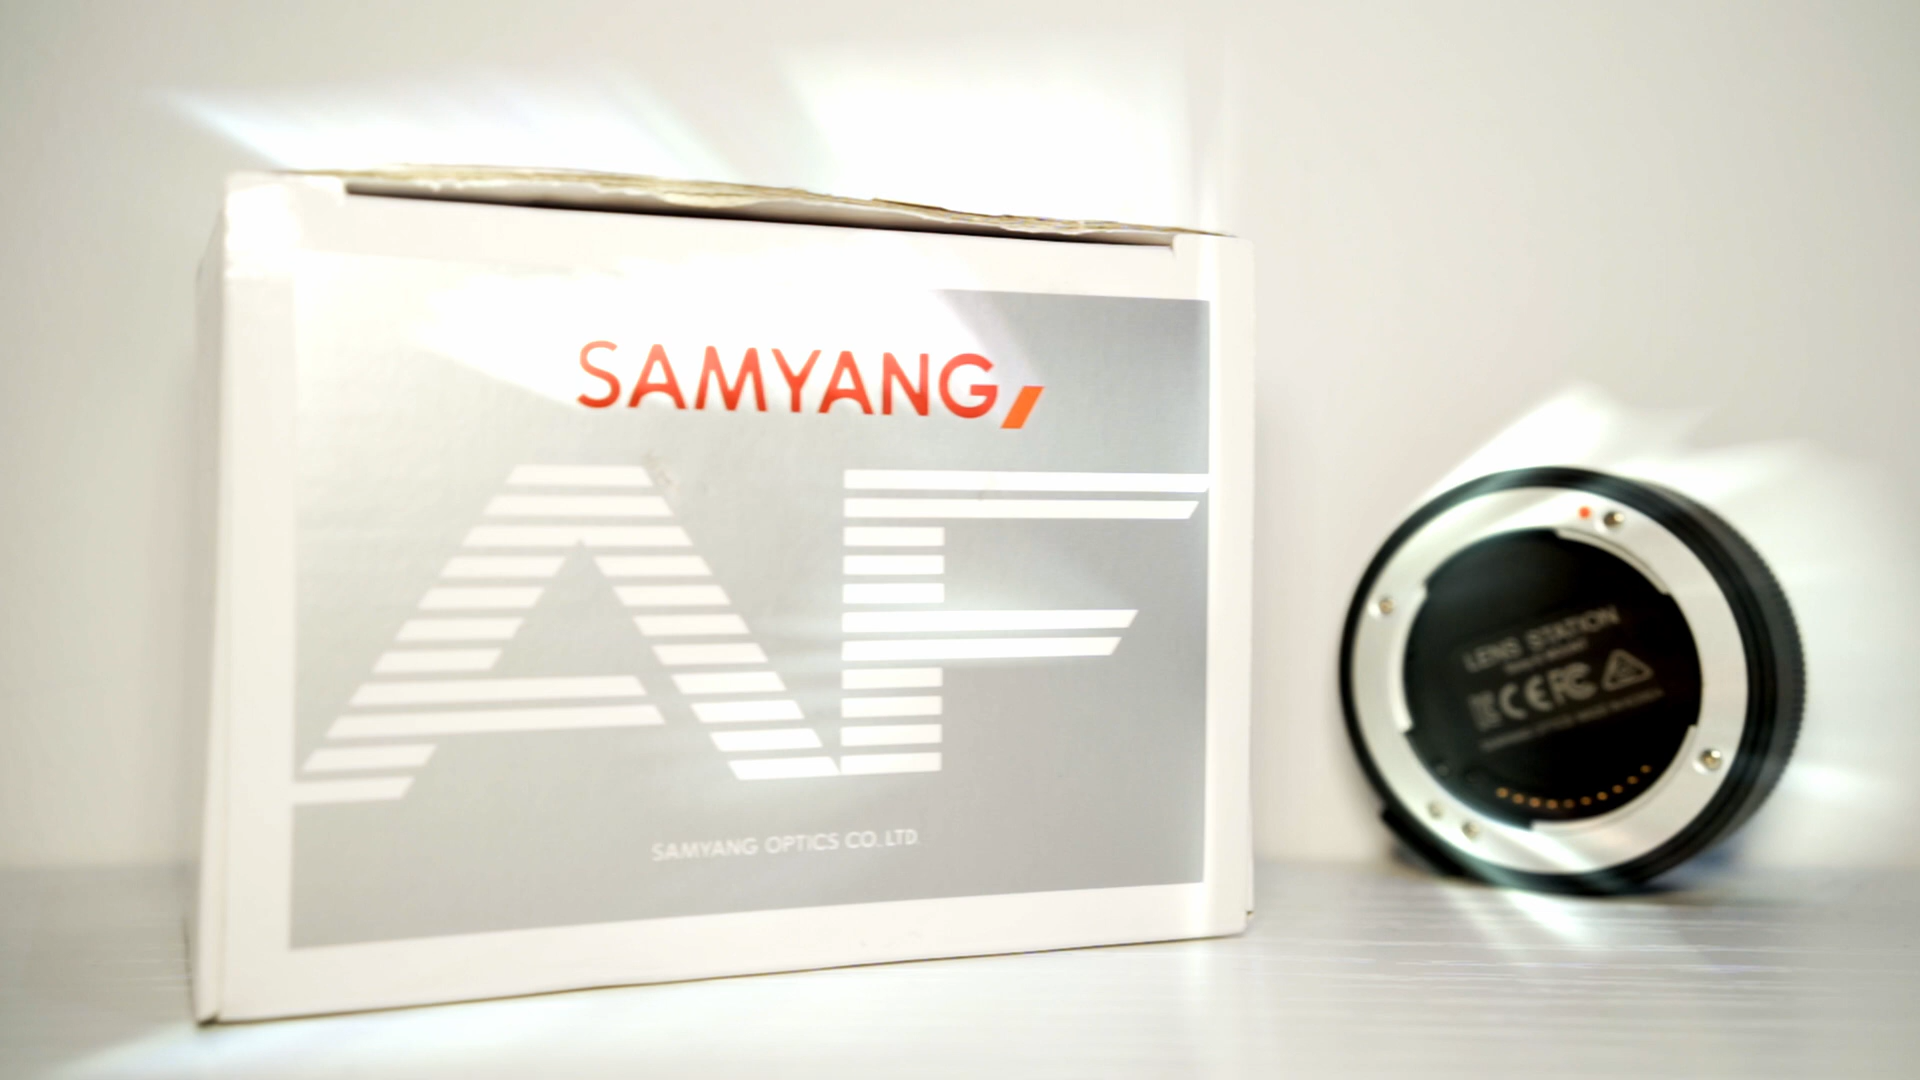 SAMYANG
AF
SAMYANG OPTICS CO. LTD.
LENS STATION
CE FC